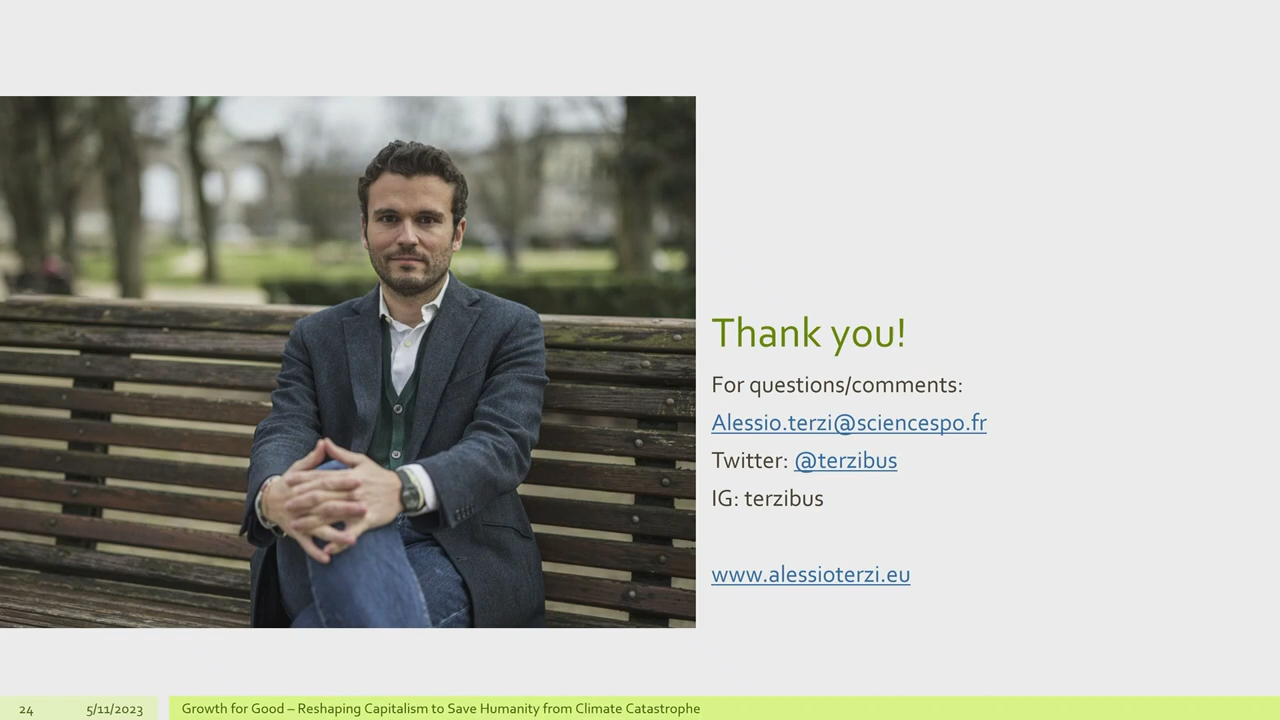 Thank you!
For questions/comments:
Alessio.terzi@sciencespo.fr
Twitter: @terzibus
IG: terzibus
www.alessioterzi.eu
24 5/11/2023 Growth for Good – Reshaping Capitalism to Save Humanity from Climate Catastrophe